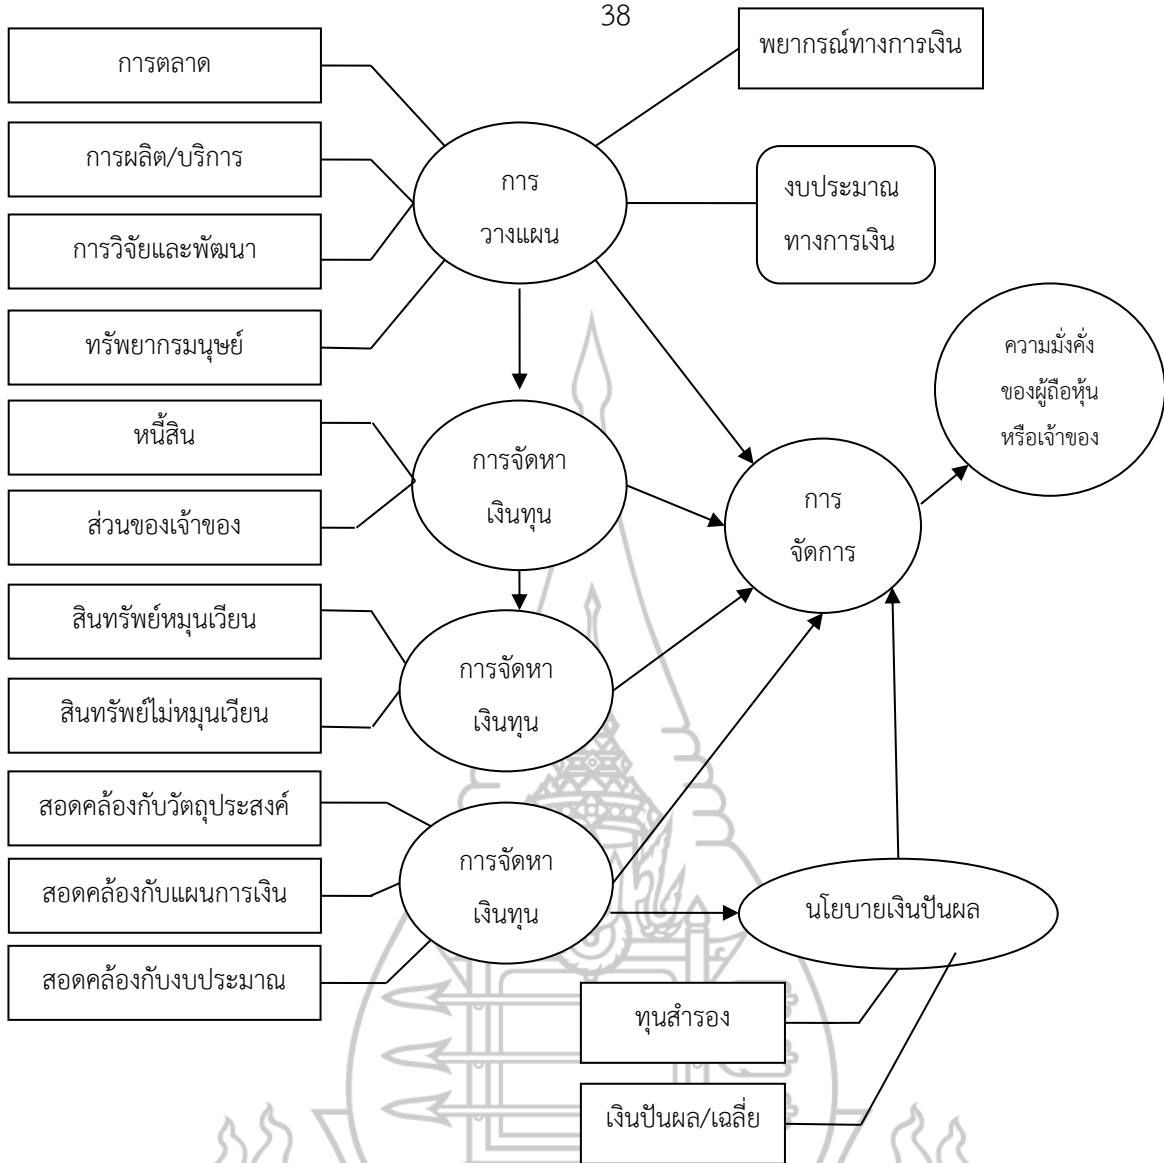 38
การตลาด
พยากรณ์ทางการเงิน
การผลิต/บริการ
การ
วางแผน
งบประมาณ
ทางการเงิน
การวิจัยและพัฒนา
ทรัพยากรมนุษย์
ความมั่งคั่ง
ของผู้ถือหุ้น
หรือเจ้าของ
หนี้สิน
การจัดหา
เงินทุน
ส่วนของเจ้าของ
การ
จัดการ
สินทรัพย์หมุนเวียน
การจัดหา
เงินทุน
สินทรัพย์ไม่หมุนเวียน
สอดคล้องกับวัตถุประสงค์
การจัดหา
เงินทุน
สอดคล้องกับแผนการเงิน
นโยบายเงินปันผล
สอดคล้องกับงบประมาณ
ทุนสำรอง
เงินปันผล/เฉลี่ย